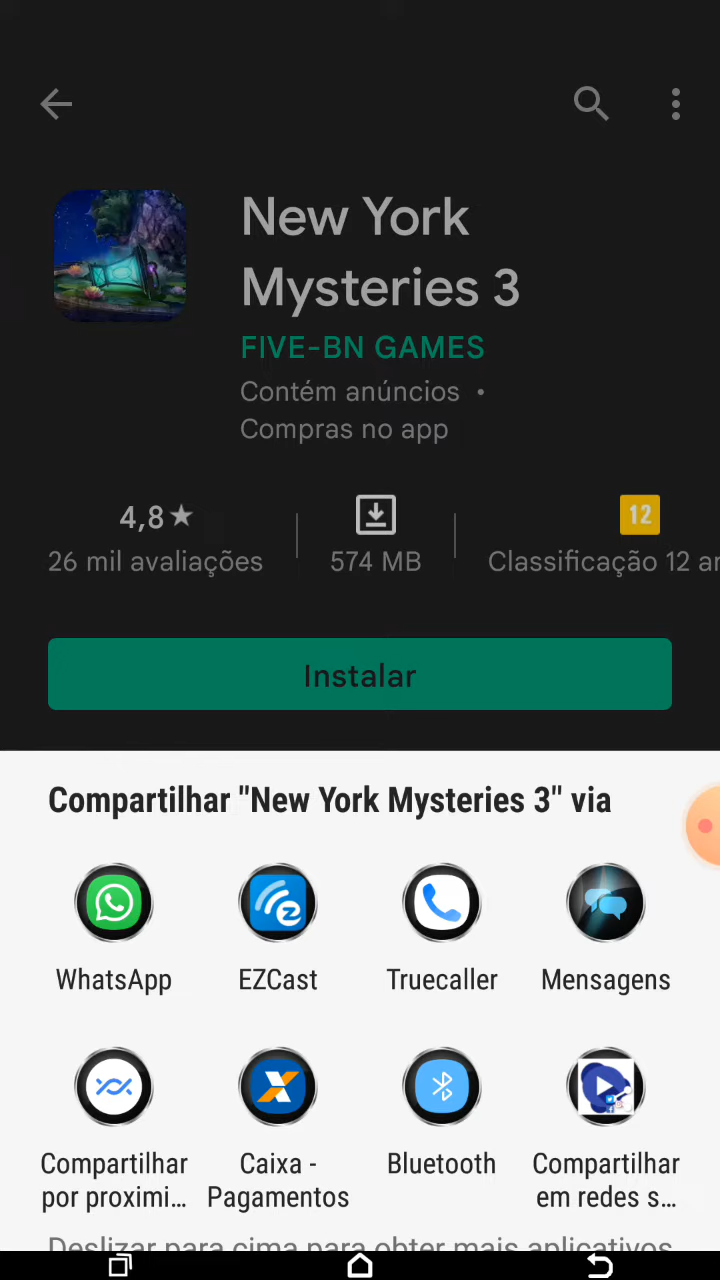 New York
Mysteries 3
FIVE-BN GAMES
Contém anúncios •
Compras no app
4,8★
26 mil avaliações
574 MB
12
Classificação 12 an
Instalar
Compartilhar "New York Mysteries 3" via
WhatsApp
EZCast
Truecaller
Mensagens
Compartilhar
por proximi…
Caixa -
Pagamentos
Bluetooth
Compartilhar
em redes s…
Deslizar para cima para obter mais aplicativos